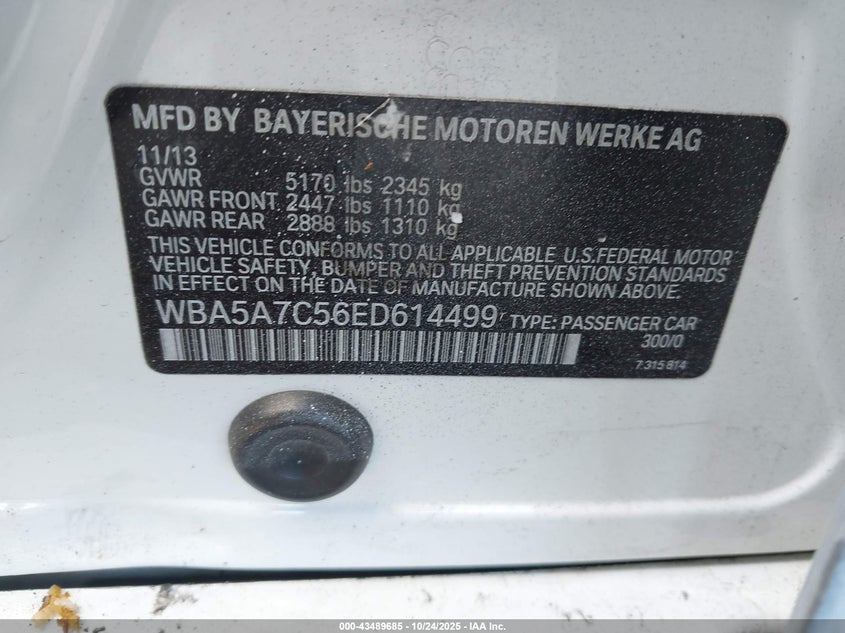 MFD BY BAYERISCHE MOTOREN WERKE AG
11/13
GVWR 5170 lbs 2345 kg
GAWR FRONT 2447 lbs 1110 kg
GAWR REAR 2888 lbs 1310 kg
THIS VEHICLE CONFORMS TO ALL APPLICABLE U.S.FEDERAL MOTOR
VEHICLE SAFETY, BUMPER AND THEFT PREVENTION STANDARDS
IN EFFECT ON THE DATE OF MANUFACTURE SHOWN ABOVE.
WBA5A7C56ED614499 TYPE: PASSENGER CAR
300/0
7 315 814
000-43489685 - 10/24/2025 - IAA Inc.